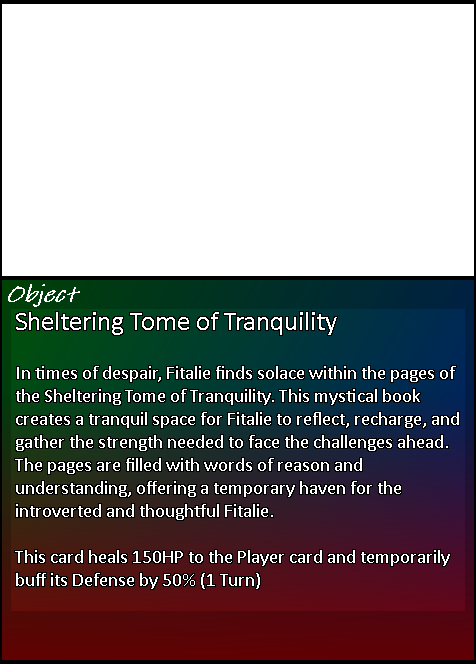 Object
Sheltering Tome of Tranquility
In times of despair, Fitalie finds solace within the pages of
the Sheltering Tome of Tranquility. This mystical book
creates a tranquil space for Fitalie to reflect, recharge, and
gather the strength needed to face the challenges ahead.
The pages are filled with words of reason and
understanding, offering a temporary haven for the
introverted and thoughtful Fitalie.
This card heals 150HP to the Player card and temporarily
buff its Defense by 50% (1 Turn)